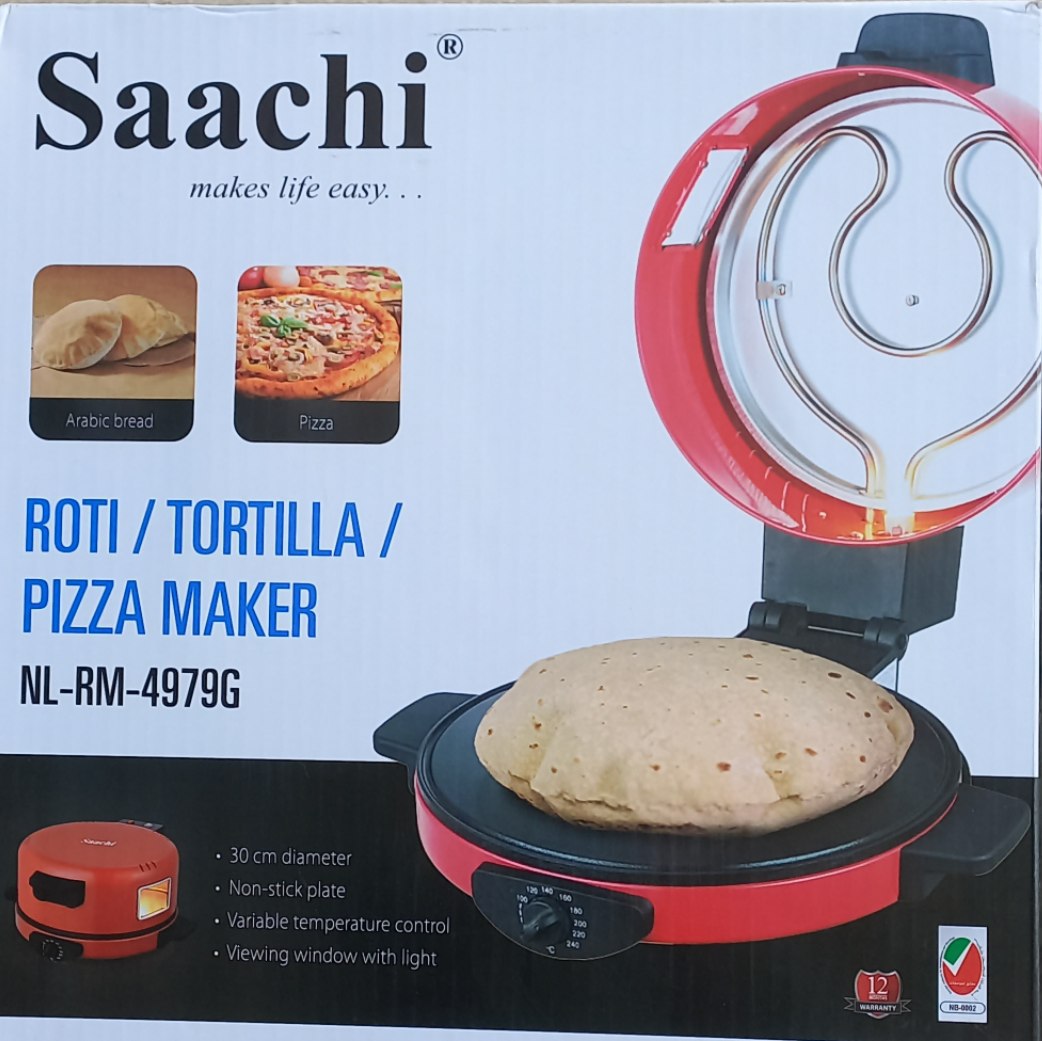 Saachi®
makes life easy. . .
Arabic bread
Pizza
ROTI / TORTILLA /
PIZZA MAKER
NL-RM-4979G
Saachi
• 30 cm diameter
• Non-stick plate
• Variable temperature control
• Viewing window with light
100 120 140 160 180 200 220 240
°C
12
MONTHS
WARRANTY
NB-0002